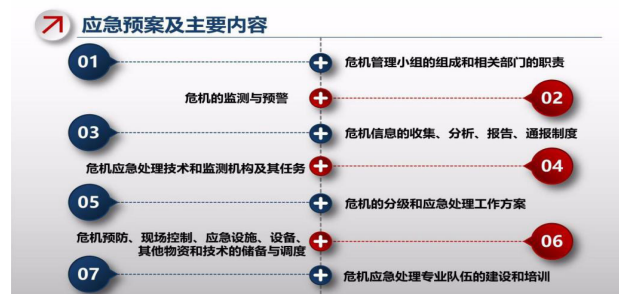 应急预案及主要内容
01
危机管理小组的组成和相关部门的职责
危机的监测与预警
02
03
危机信息的收集、分析、报告、通报制度
危机应急处理技术和监测机构及其任务
04
05
危机的分级和应急处理工作方案
危机预防、现场控制、应急设施、设备、
其他物资和技术的储备与调度
06
07
危机应急处理专业队伍的建设和培训